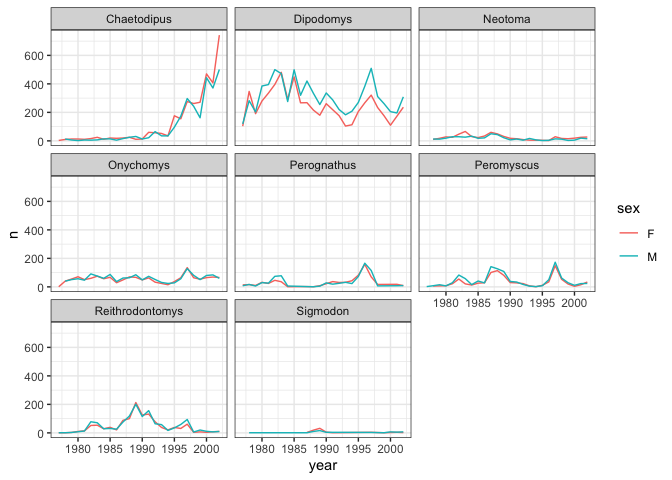 Chaetodipus Dipodomys Neotoma
600
400
200
0
Onychomys Perognathus Peromyscus
600
400
200
0
n
sex
F
M
1980 1985 1990 1995 2000
Reithrodontomys Sigmodon
600
400
200
0
1980 1985 1990 1995 2000 1980 1985 1990 1995 2000
year